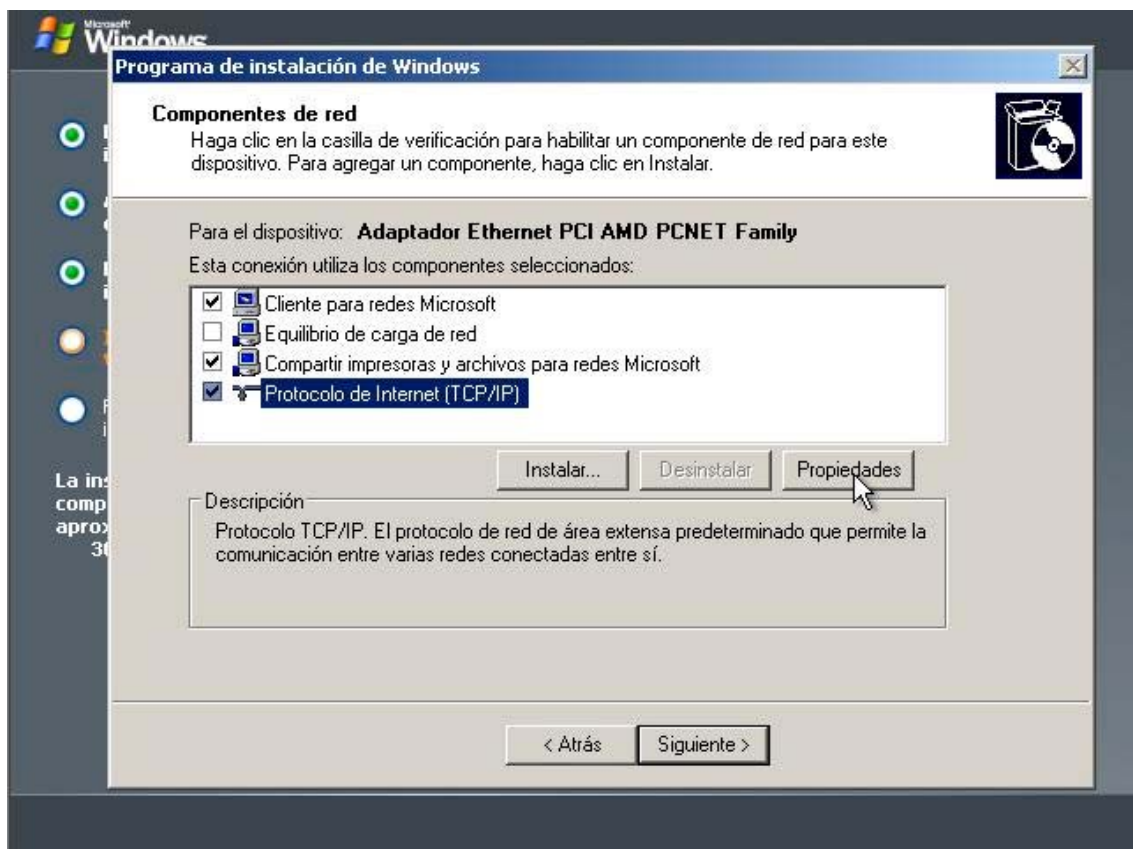 Microsoft
Windows
Programa de instalación de Windows
Componentes de red
Haga clic en la casilla de verificación para habilitar un componente de red para este
dispositivo. Para agregar un componente, haga clic en Instalar.
Para el dispositivo: Adaptador Ethernet PCI AMD PCNET Family
Esta conexión utiliza los componentes seleccionados:
Cliente para redes Microsoft
Equilibrio de carga de red
Compartir impresoras y archivos para redes Microsoft
Protocolo de Internet (TCP/IP)
Instalar... Desinstalar Propiedades
Descripción
Protocolo TCP/IP. El protocolo de red de área extensa predeterminado que permite la
comunicación entre varias redes conectadas entre sí.
< Atrás Siguiente >
La